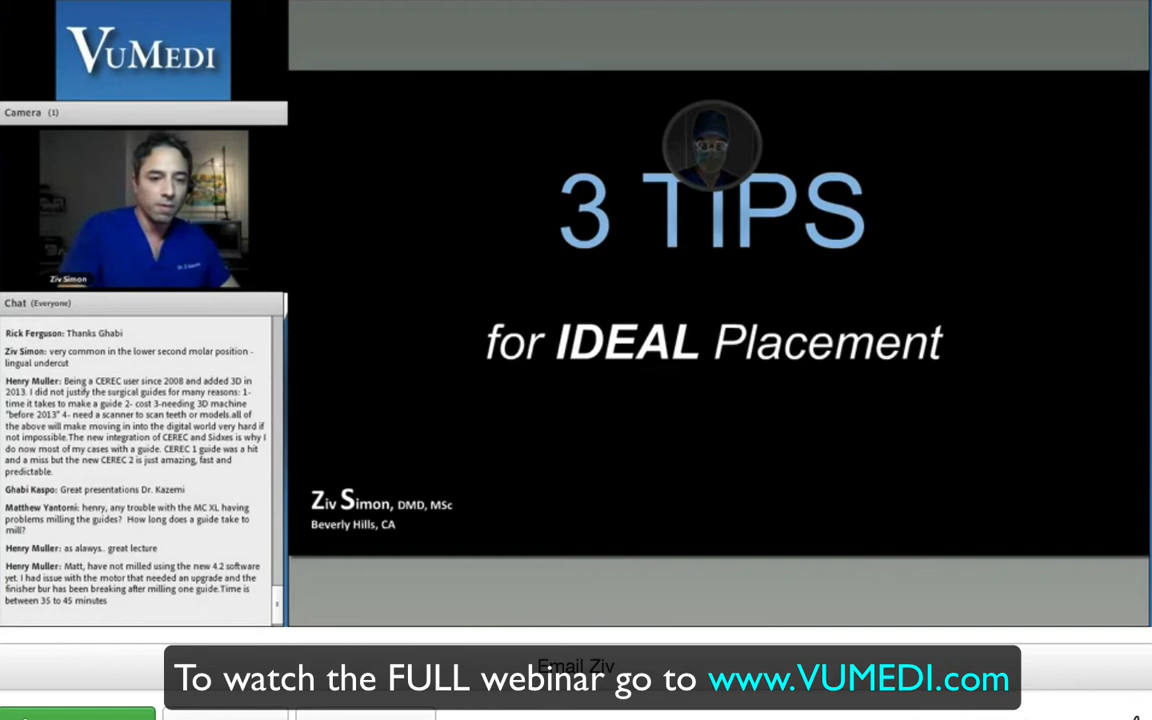 VUMEDI
Camera (1)
Dr. Z Simon
Ziv Simon
Chat (Everyone)
Rick Ferguson: Thanks Ghabi
Ziv Simon: very common in the lower second molar position -
lingual undercut
Henry Muller: Being a CEREC user since 2008 and added 3D in
2013. I did not justify the surgical guides for many reasons: 1-
time it takes to make a guide 2- cost 3-needing 3D machine
"before 2013" 4- need a scanner to scan teeth or models.all of
the above will make moving in into the digital world very hard if
not impossible.The new integration of CEREC and Sidxes is why I
do now most of my cases with a guide. CEREC 1 guide was a hit
and a miss but the new CEREC 2 is just amazing, fast and
predictable.
Ghabi Kaspo: Great presentations Dr. Kazemi
Matthew Yantorni: henry, any trouble with the MC XL having
problems milling the guides? How long does a guide take to
mill?
Henry Muller: as alawys.. great lecture
Henry Muller: Matt, have not milled using the new 4.2 software
yet. I had issue with the motor that needed an upgrade and the
finisher bur has been breaking after milling one guide.Time is
between 35 to 45 minutes
3 TIPS
for IDEAL Placement
Ziv Simon, DMD, MSc
Beverly Hills, CA
Email Ziv
To watch the FULL webinar go to www.VUMEDI.com